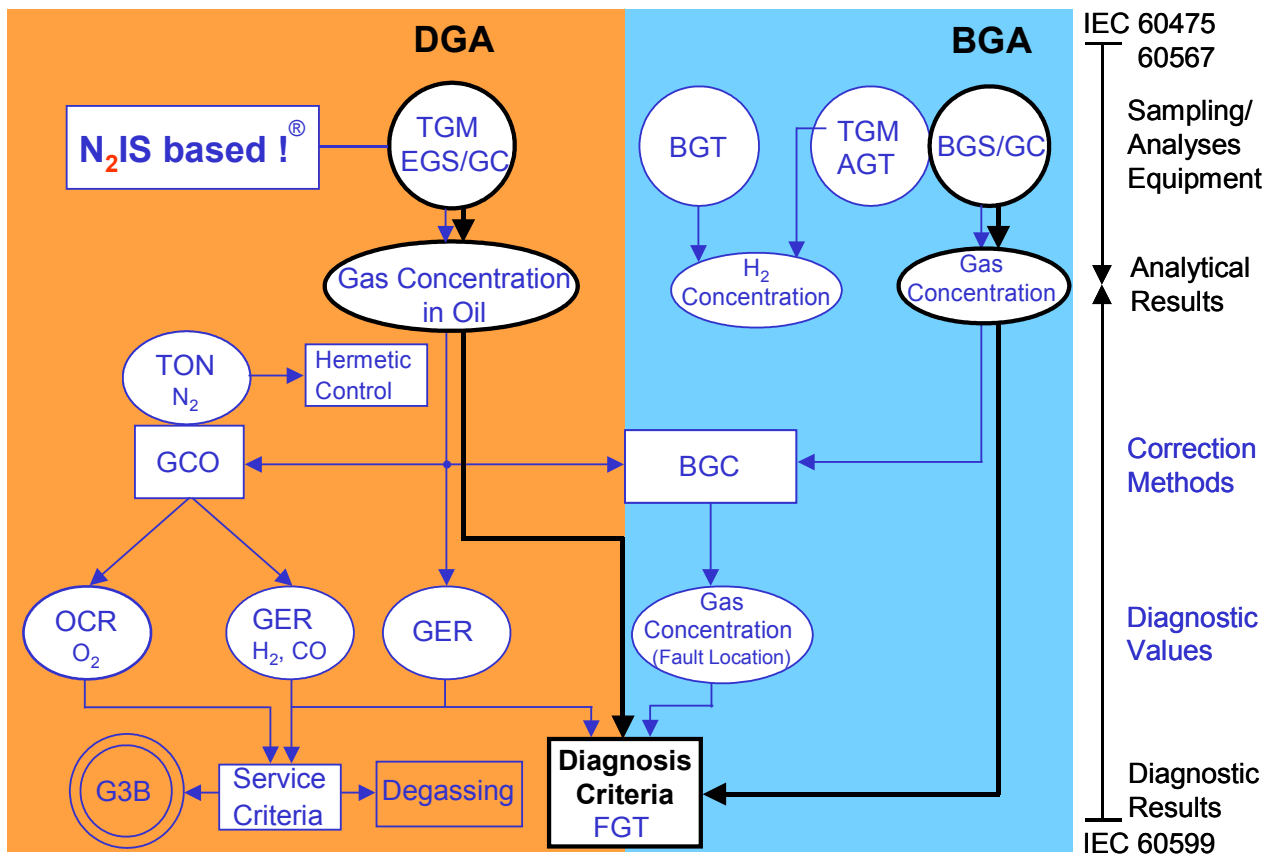 DGA
BGA
IEC 60475
60567
N2IS based !®
TGM
EGS/GC
BGT
TGM
AGT
BGS/GC
Sampling/
Analyses
Equipment
Gas Concentration
in Oil
H2
Concentration
Gas
Concentration
Analytical
Results
TON
N2
Hermetic
Control
GCO
BGC
Correction
Methods
OCR
O2
GER
H2, CO
GER
Gas
Concentration
(Fault Location)
Diagnostic
Values
G3B
Service
Criteria
Degassing
Diagnosis
Criteria
FGT
Diagnostic
Results
IEC 60599